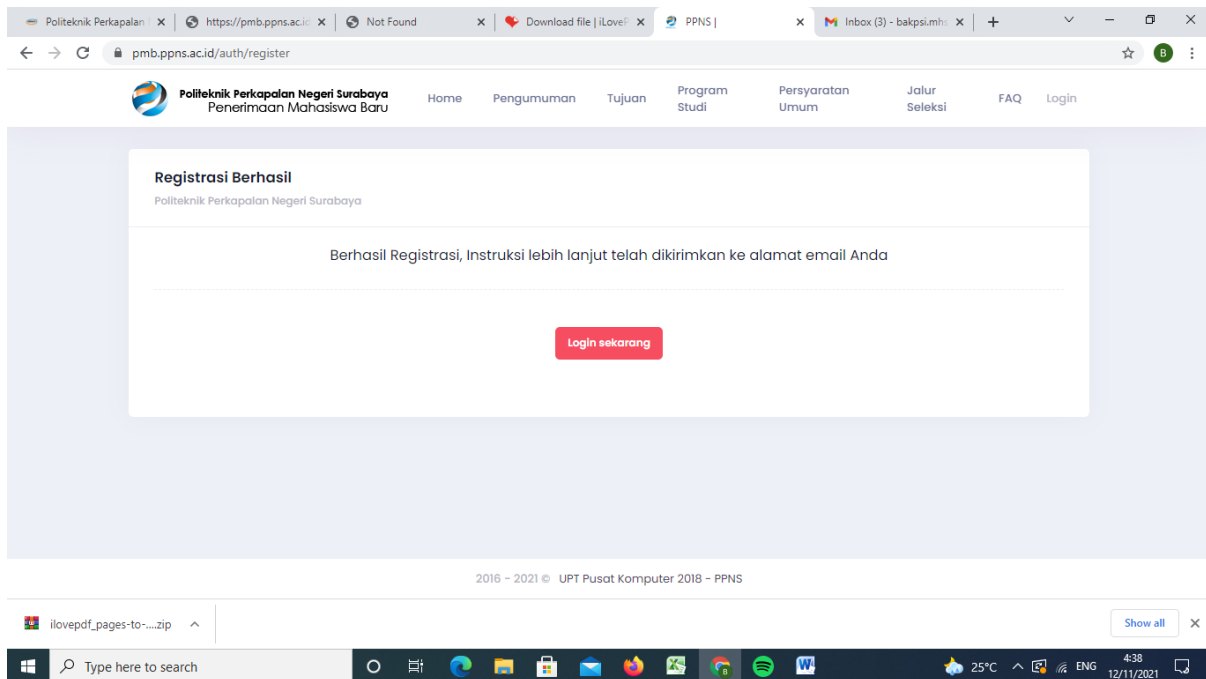 Politeknik Perkapalan
https://pmb.ppns.ac.id
Not Found
Download file | iLoveP
PPNS |
Inbox (3) - bakpsi.mhs
pmb.ppns.ac.id/auth/register
B
Politeknik Perkapalan Negeri Surabaya
Penerimaan Mahasiswa Baru
Home
Pengumuman
Tujuan
Program
Studi
Persyaratan
Umum
Jalur
Seleksi
FAQ
Login
Registrasi Berhasil
Politeknik Perkapalan Negeri Surabaya
Berhasil Registrasi, Instruksi lebih lanjut telah dikirimkan ke alamat email Anda
Login sekarang
2016 - 2021 © UPT Pusat Komputer 2018 - PPNS
ilovepdf_pages-to-....zip
Show all
Type here to search
25°C
ENG
4:38
12/11/2021